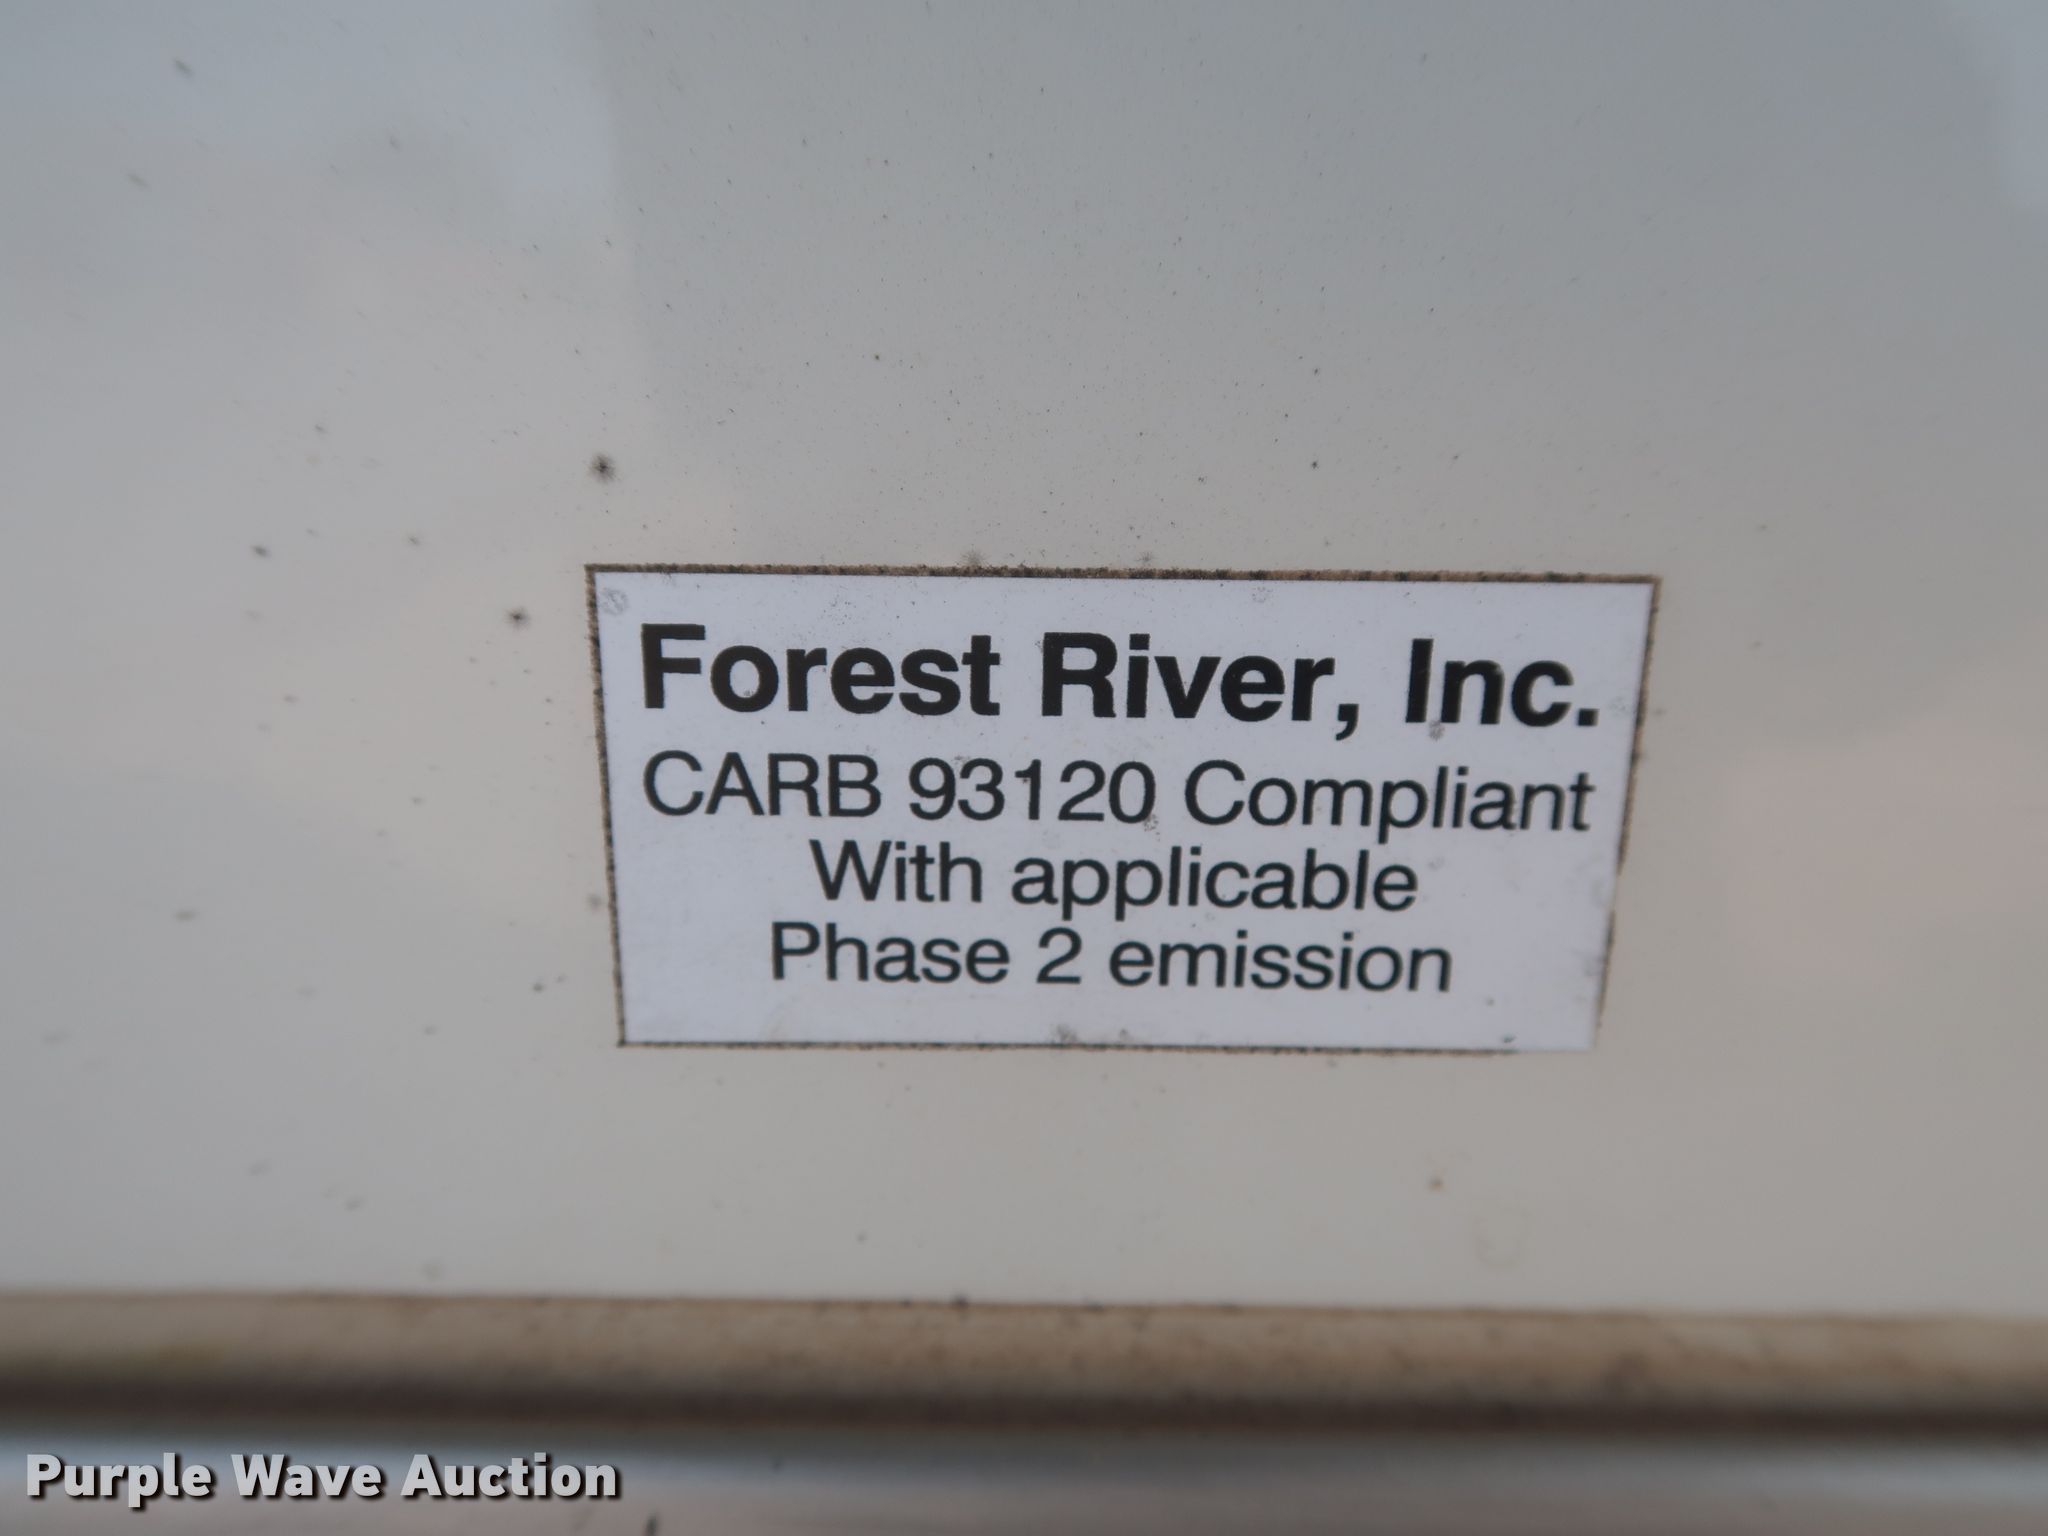 Forest River, Inc.
CARB 93120 Compliant
With applicable
Phase 2 emission
Purple Wave Auction